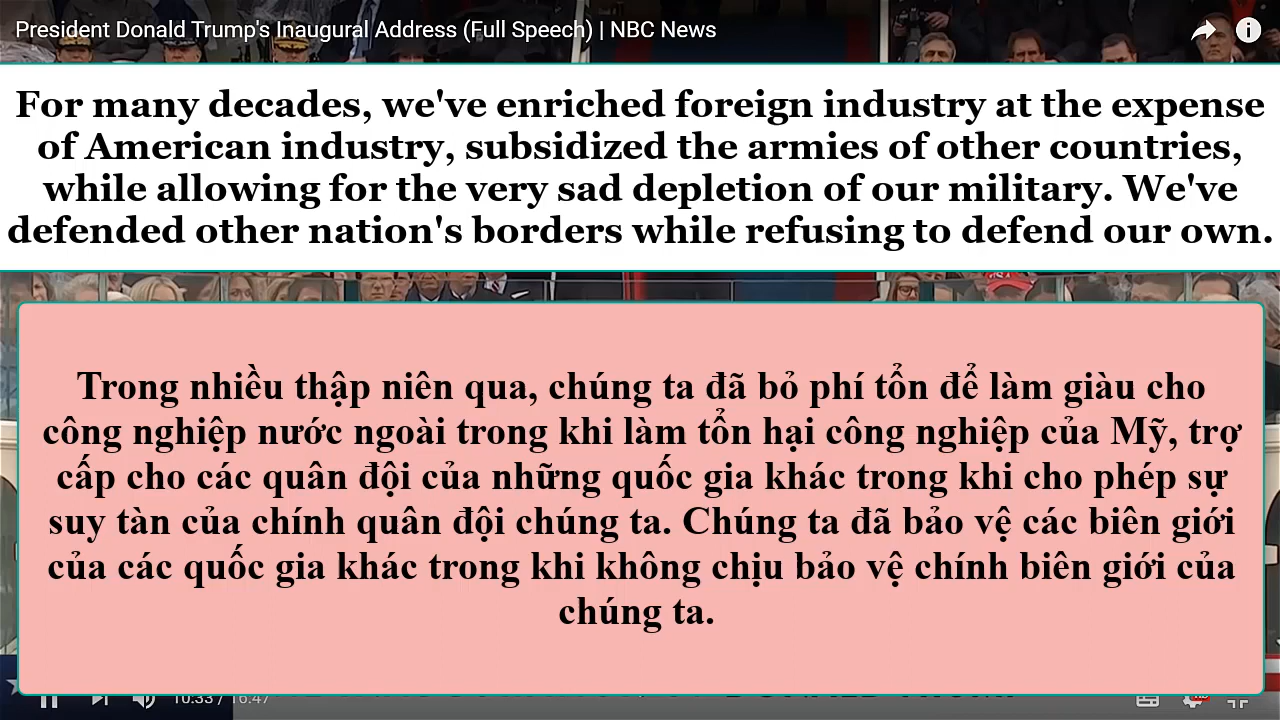 President Donald Trump's Inaugural Address (Full Speech) | NBC News
For many decades, we've enriched foreign industry at the expense
of American industry, subsidized the armies of other countries,
while allowing for the very sad depletion of our military. We've
defended other nation's borders while refusing to defend our own.
Trong nhiều thập niên qua, chúng ta đã bỏ phí tổn để làm giàu cho
công nghiệp nước ngoài trong khi làm tổn hại công nghiệp của Mỹ, trợ
cấp cho các quân đội của những quốc gia khác trong khi cho phép sự
suy tàn của chính quân đội chúng ta. Chúng ta đã bảo vệ các biên giới
của các quốc gia khác trong khi không chịu bảo vệ chính biên giới của
chúng ta.
10:33 / 16:47